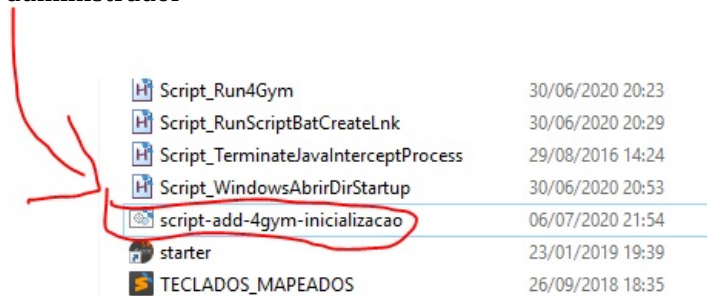 administrador
Script_Run4Gym 30/06/2020 20:23
Script_RunScriptBatCreateLnk 30/06/2020 20:29
Script_TerminateJavaInterceptProcess 29/08/2016 14:24
Script_WindowsAbrirDirStartup 30/06/2020 20:53
script-add-4gym-inicializacao 06/07/2020 21:54
starter 23/01/2019 19:39
TECLADOS_MAPEADOS 26/09/2018 18:35